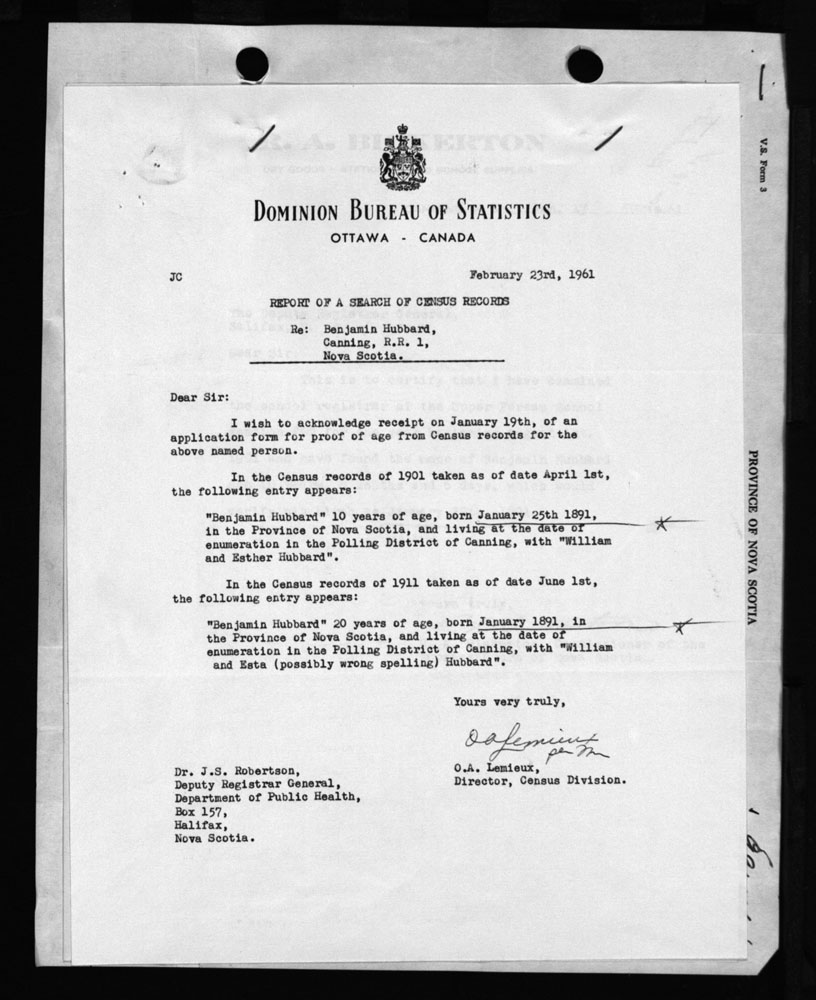 V.S. Form 3
DOMINION BUREAU OF STATISTICS
OTTAWA - CANADA
JC
February 23rd, 1961
REPORT OF A SEARCH OF CENSUS RECORDS
Re: Benjamin Hubbard,
Canning, R.R. 1,
Nova Scotia.
Dear Sir:
I wish to acknowledge receipt on January 19th, of an
application form for proof of age from Census records for the
above named person.
In the Census records of 1901 taken as of date April 1st,
the following entry appears:
"Benjamin Hubbard" 10 years of age, born January 25th 1891,
in the Province of Nova Scotia, and living at the date of
enumeration in the Polling District of Canning, with "William
and Esther Hubbard".
In the Census records of 1911 taken as of date June 1st,
the following entry appears:
"Benjamin Hubbard" 20 years of age, born January 1891, in
the Province of Nova Scotia, and living at the date of
enumeration in the Polling District of Canning, with "William
and Esta (possibly wrong spelling) Hubbard".
Yours very truly,
OALemieux
per
O.A. Lemieux,
Director, Census Division.
Dr. J.S. Robertson,
Deputy Registrar General,
Department of Public Health,
Box 157,
Halifax,
Nova Scotia.
PROVINCE OF NOVA SCOTIA